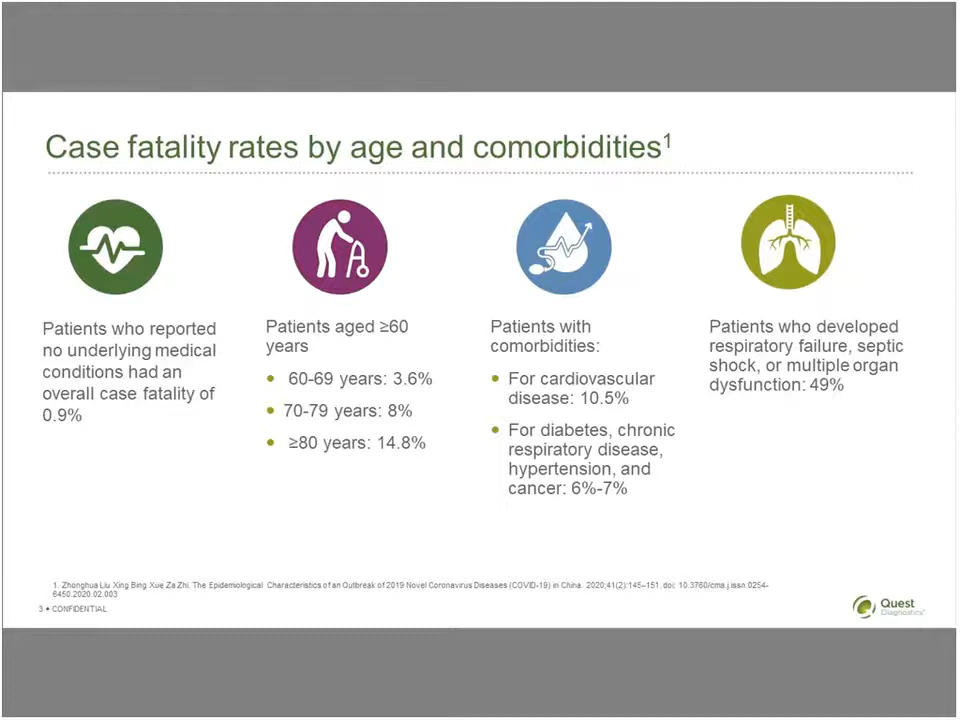 Case fatality rates by age and comorbidities1
Patients who reported
no underlying medical
conditions had an
overall case fatality of
0.9%
Patients aged ≥60
years
• 60-69 years: 3.6%
• 70-79 years: 8%
• ≥80 years: 14.8%
Patients with
comorbidities:
• For cardiovascular
disease: 10.5%
• For diabetes, chronic
respiratory disease,
hypertension, and
cancer: 6%-7%
Patients who developed
respiratory failure, septic
shock, or multiple organ
dysfunction: 49%
1. Zhonghua Liu Xing Bing Xue Za Zhi. The Epidemiological Characteristics of an Outbreak of 2019 Novel Coronavirus Diseases (COVID-19) in China. 2020;41(2):145–151. doi: 10.3760/cma.j.issn.0254-
6450.2020.02.003
3 • CONFIDENTIAL
Quest
Diagnostics